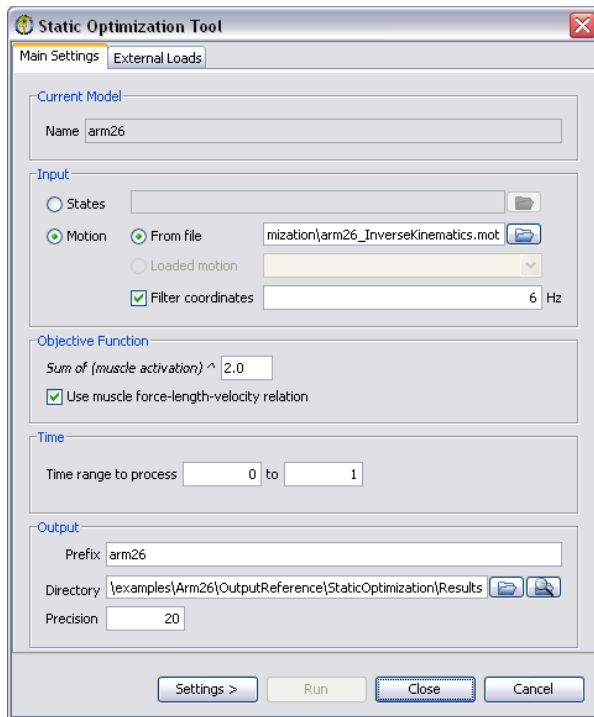 Static Optimization Tool
Main Settings External Loads
Current Model
Name arm26
Input
States
Motion From file mization\arm26_InverseKinematics.mot
Loaded motion
Filter coordinates 6 Hz
Objective Function
Sum of (muscle activation) ^ 2.0
Use muscle force-length-velocity relation
Time
Time range to process 0 to 1
Output
Prefix arm26
Directory \examples\Arm26\OutputReference\StaticOptimization\Results
Precision 20
Settings > Run Close Cancel